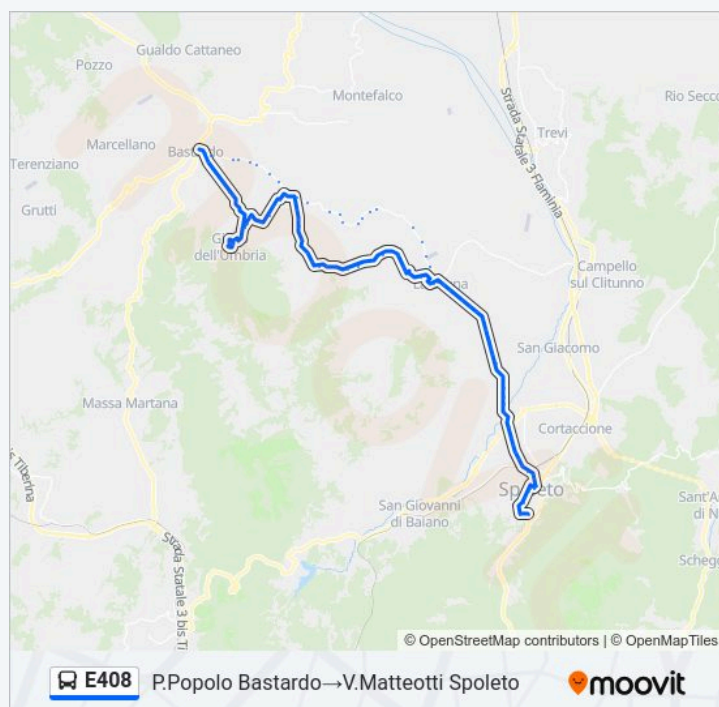 Gualdo Cattaneo
Pozzo
Montefalco
Rio Secco
Strada Statale 3 Flaminia
Trevi
Marcellano
Bastardo
Terenziano
Grutti
dell'Umbria
Campello
sul Clitunno
San Giacomo
Massa Martana
Cortaccione
Spoleto
San Giovanni
di Baiano
Sant'A
di N
Scheg
is Tiberina
Strada Statale 3 bis Ti
© OpenStreetMap contributors | © OpenMapTiles
E408 P.Popolo Bastardo→V.Matteotti Spoleto
moovit